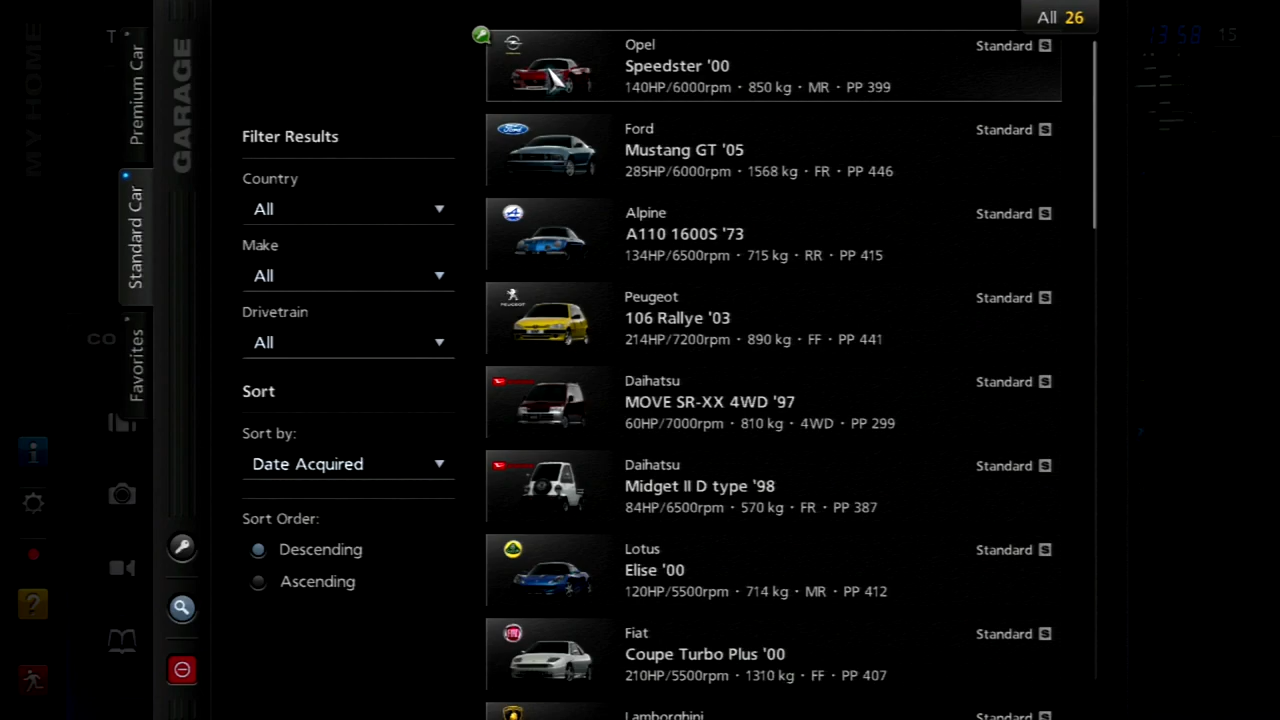 All 26
MY HOME
13:58 15
T
Premium Car
Standard Car
Favorites
GARAGE
CO
Filter Results
Country
All
Make
All
Drivetrain
All
Sort
Sort by:
Date Acquired
Sort Order:
Descending
Ascending
Opel
Speedster '00
140HP/6000rpm · 850 kg · MR · PP 399
Standard S
Ford
Mustang GT '05
285HP/6000rpm · 1568 kg · FR · PP 446
Standard S
Alpine
A110 1600S '73
134HP/6500rpm · 715 kg · RR · PP 415
Standard S
Peugeot
106 Rallye '03
214HP/7200rpm · 890 kg · FF · PP 441
Standard S
Daihatsu
MOVE SR-XX 4WD '97
60HP/7000rpm · 810 kg · 4WD · PP 299
Standard S
Daihatsu
Midget II D type '98
84HP/6500rpm · 570 kg · FR · PP 387
Standard S
Lotus
Elise '00
120HP/5500rpm · 714 kg · MR · PP 412
Standard S
Fiat
Coupe Turbo Plus '00
210HP/5500rpm · 1310 kg · FF · PP 407
Standard S
Lamborghini
Standard S